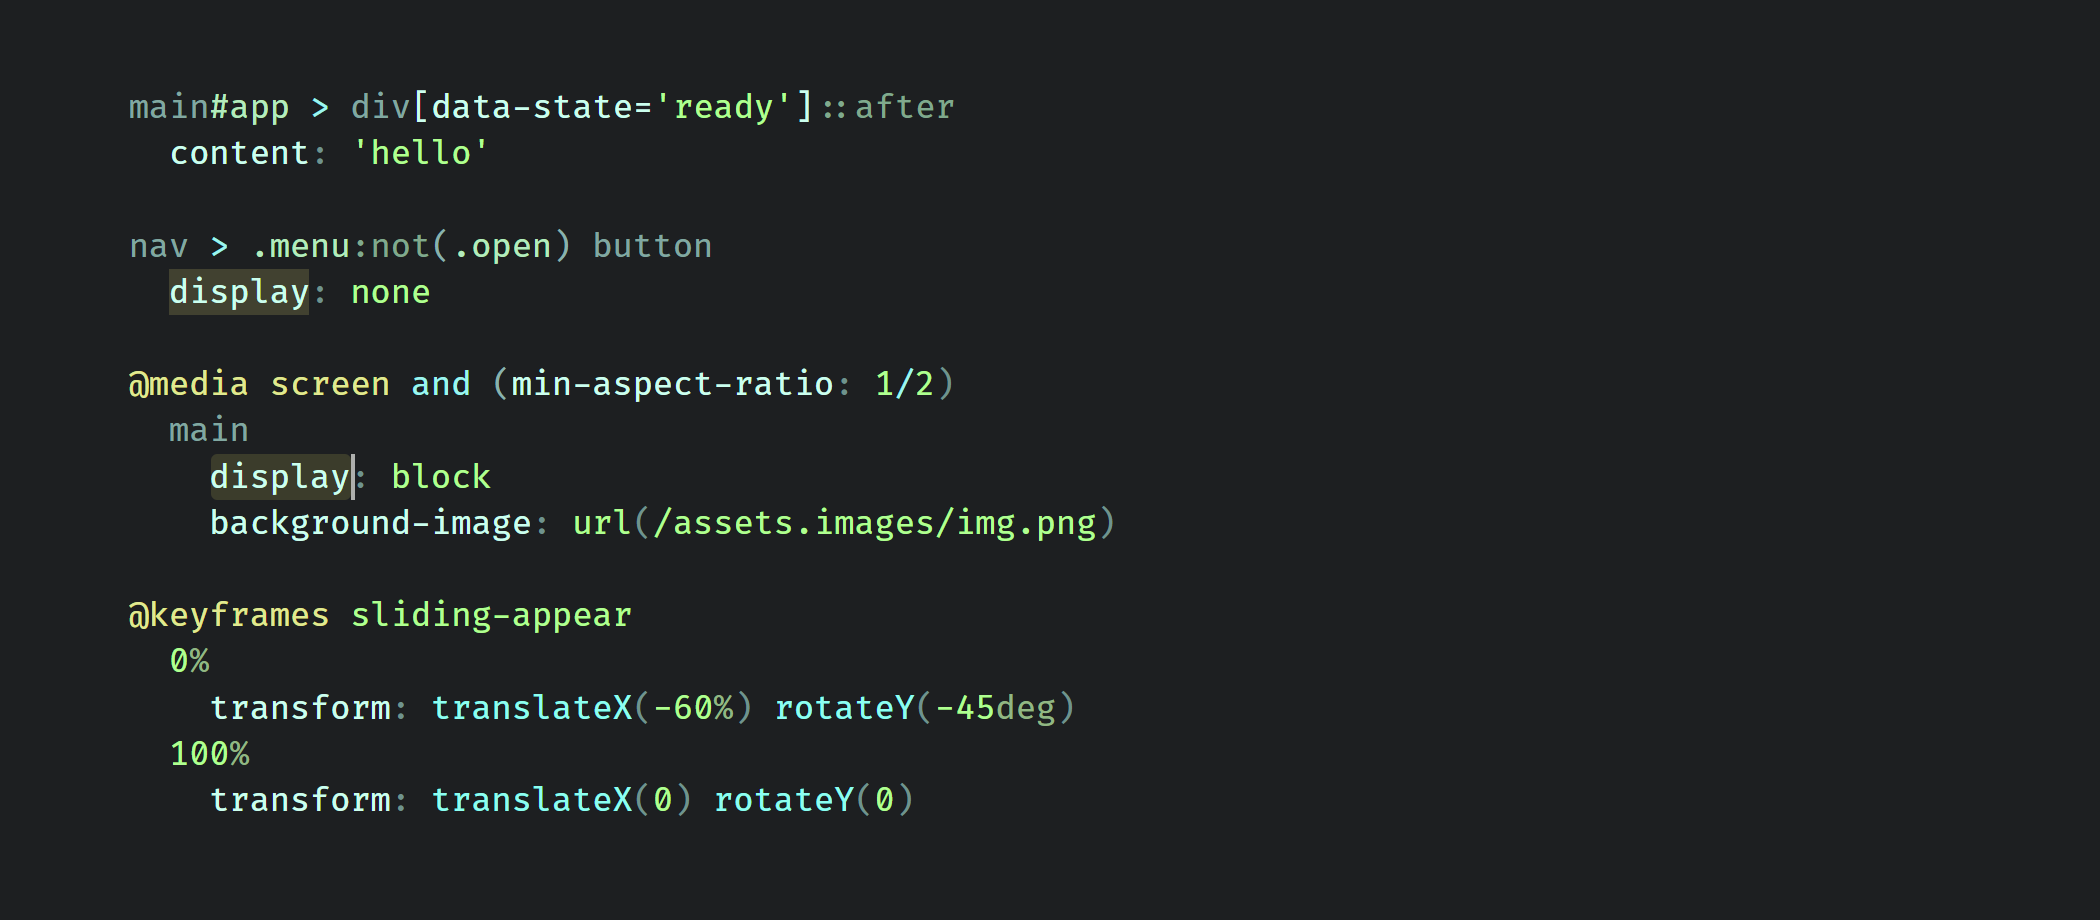 main#app > div[data-state='ready']::after
  content: 'hello'

nav > .menu:not(.open) button
  display: none

@media screen and (min-aspect-ratio: 1/2)
  main
    display: block
    background-image: url(/assets.images/img.png)

@keyframes sliding-appear
  0%
    transform: translateX(-60%) rotateY(-45deg)
  100%
    transform: translateX(0) rotateY(0)